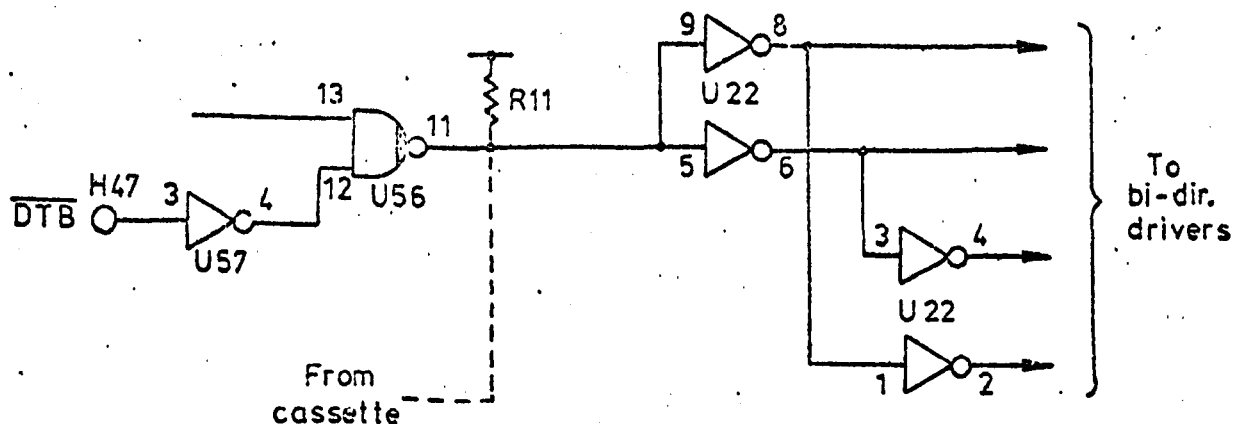 9
8
U22
R11
13
11
12
U56
DTB
H47
3
4
U57
5
6
3
4
U22
1
2
To
bi-dir.
drivers
From
cassette